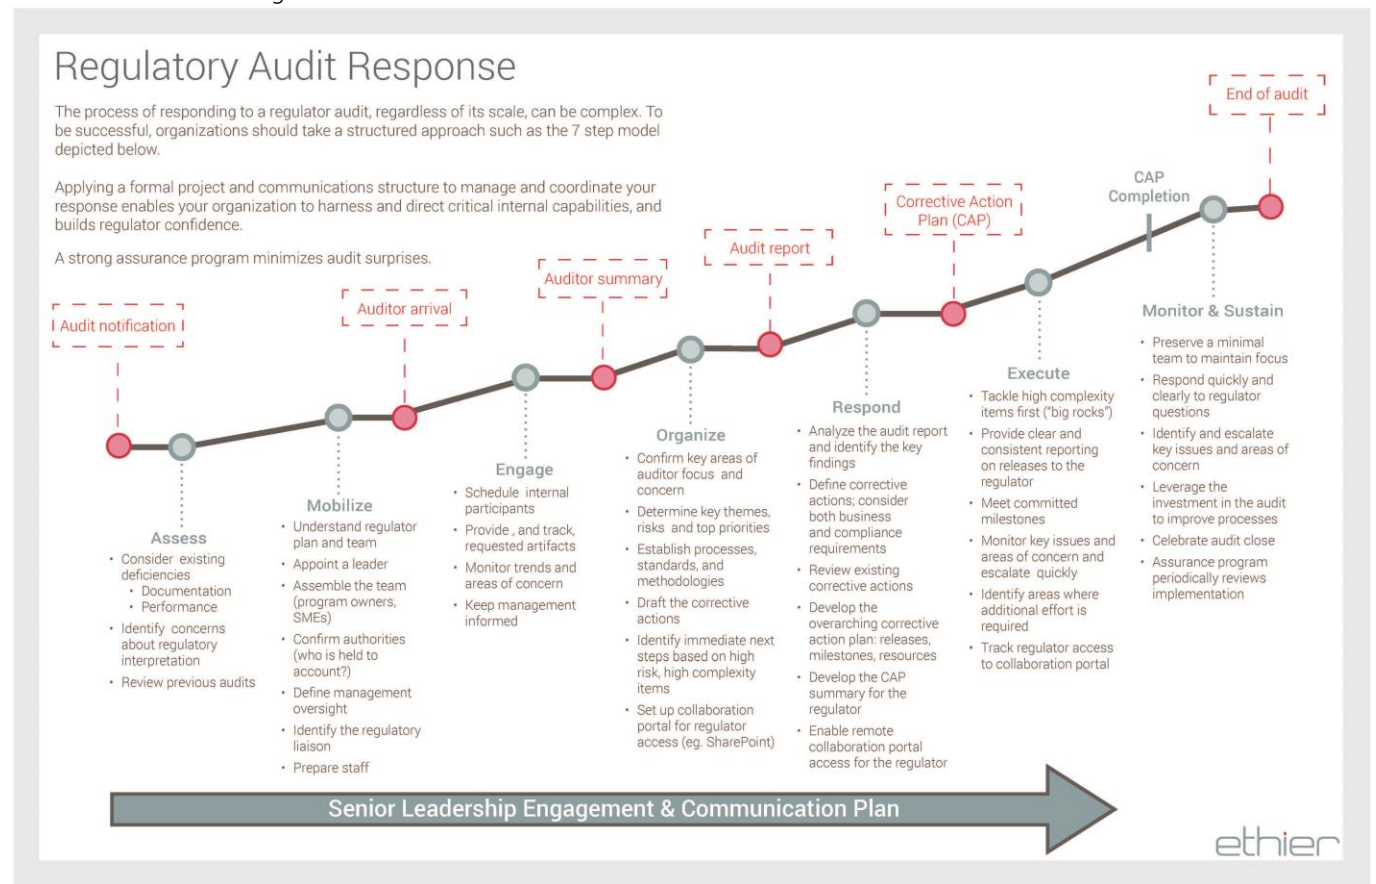 Regulatory Audit Response
The process of responding to a regulator audit, regardless of its scale, can be complex. To
be successful, organizations should take a structured approach such as the 7 step model
depicted below.
Applying a formal project and communications structure to manage and coordinate your
response enables your organization to harness and direct critical internal capabilities, and
builds regulator confidence.
A strong assurance program minimizes audit surprises.
Audit notification
Auditor arrival
Auditor summary
Audit report
Corrective Action
Plan (CAP)
CAP
Completion
End of audit
Assess
• Consider existing
deficiencies
• Documentation
• Performance
• Identify concerns
about regulatory
interpretation
• Review previous audits
Mobilize
• Understand regulator
plan and team
• Appoint a leader
• Assemble the team
(program owners,
SMEs)
• Confirm authorities
(who is held to
account?)
• Define management
oversight
• Identify the regulatory
liaison
• Prepare staff
Engage
• Schedule internal
participants
• Provide , and track,
requested artifacts
• Monitor trends and
areas of concern
• Keep management
informed
Organize
• Confirm key areas of
auditor focus and
concern
• Determine key themes,
risks and top priorities
• Establish processes,
standards, and
methodologies
• Draft the corrective
actions
• Identify immediate next
steps based on high
risk, high complexity
items
• Set up collaboration
portal for regulator
access (eg. SharePoint)
Respond
• Analyze the audit report
and identify the key
findings
• Define corrective
actions; consider
both business
and compliance
requirements
• Review existing
corrective actions
• Develop the
overarching corrective
action plan: releases,
milestones, resources
• Develop the CAP
summary for the
regulator
• Enable remote
collaboration portal
access for the regulator
Execute
• Tackle high complexity
items first ("big rocks")
• Provide clear and
consistent reporting
on releases to the
regulator
• Meet committed
milestones
• Monitor key issues and
areas of concern and
escalate quickly
• Identify areas where
additional effort is
required
• Track regulator access
to collaboration portal
Monitor & Sustain
• Preserve a minimal
team to maintain focus
• Respond quickly and
clearly to regulator
questions
• Identify and escalate
key issues and areas of
concern
• Leverage the
investment in the audit
to improve processes
• Celebrate audit close
• Assurance program
periodically reviews
implementation
Senior Leadership Engagement & Communication Plan
ethier